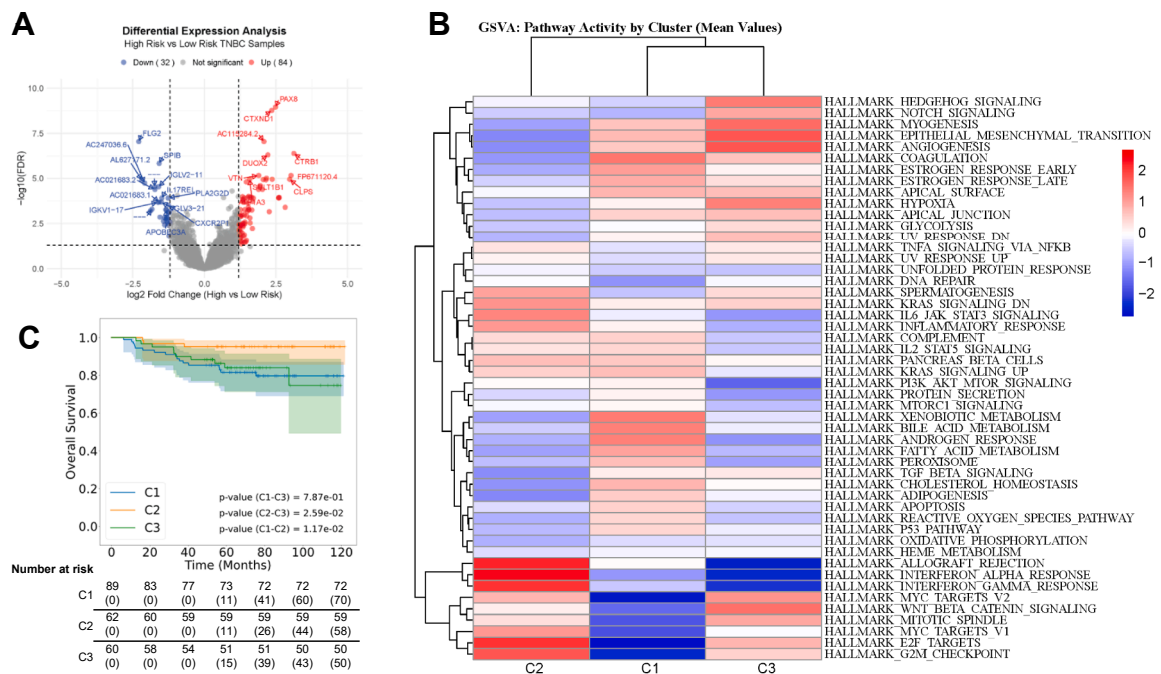 A
Differential Expression Analysis
High Risk vs Low Risk TNBC Samples
Down ( 32 ) Not significant Up ( 84 )
−log10(FDR)
10.0
7.5
5.0
2.5
0.0
PAX8
CTXND1
AC115284.2
FLG2
AC247036.6
BPIB
DUOX2
CTRB1
AL627171.2
VTN
FP671120.4
AC021683.2
IGLV2−11
CLPS
AC021683.1
IL17REL
PLA2G2D
IGKV1−17
IGLV3−21
CXCR2P1
APOBEC3A
−5.0 −2.5 0.0 2.5 5.0
log2 Fold Change (High vs Low Risk)
B
GSVA: Pathway Activity by Cluster (Mean Values)
HALLMARK_HEDGEHOG_SIGNALING
HALLMARK_NOTCH_SIGNALING
HALLMARK_MYOGENESIS
HALLMARK_EPITHELIAL_MESENCHYMAL_TRANSITION
HALLMARK_ANGIOGENESIS
HALLMARK_COAGULATION
HALLMARK_ESTROGEN_RESPONSE_EARLY
HALLMARK_ESTROGEN_RESPONSE_LATE
HALLMARK_APICAL_SURFACE
HALLMARK_HYPOXIA
HALLMARK_APICAL_JUNCTION
HALLMARK_GLYCOLYSIS
HALLMARK_UV_RESPONSE_DN
HALLMARK_TNFA_SIGNALING_VIA_NFKB
HALLMARK_UV_RESPONSE_UP
HALLMARK_UNFOLDED_PROTEIN_RESPONSE
HALLMARK_DNA_REPAIR
HALLMARK_SPERMATOGENESIS
HALLMARK_KRAS_SIGNALING_DN
HALLMARK_IL6_JAK_STAT3_SIGNALING
HALLMARK_INFLAMMATORY_RESPONSE
HALLMARK_COMPLEMENT
HALLMARK_IL2_STAT5_SIGNALING
HALLMARK_PANCREAS_BETA_CELLS
HALLMARK_KRAS_SIGNALING_UP
HALLMARK_PI3K_AKT_MTOR_SIGNALING
HALLMARK_PROTEIN_SECRETION
HALLMARK_MTORC1_SIGNALING
HALLMARK_XENOBIOTIC_METABOLISM
HALLMARK_BILE_ACID_METABOLISM
HALLMARK_ANDROGEN_RESPONSE
HALLMARK_FATTY_ACID_METABOLISM
HALLMARK_PEROXISOME
HALLMARK_TGF_BETA_SIGNALING
HALLMARK_CHOLESTEROL_HOMEOSTASIS
HALLMARK_ADIPOGENESIS
HALLMARK_APOPTOSIS
HALLMARK_REACTIVE_OXYGEN_SPECIES_PATHWAY
HALLMARK_P53_PATHWAY
HALLMARK_OXIDATIVE_PHOSPHORYLATION
HALLMARK_HEME_METABOLISM
HALLMARK_ALLOGRAFT_REJECTION
HALLMARK_INTERFERON_ALPHA_RESPONSE
HALLMARK_INTERFERON_GAMMA_RESPONSE
HALLMARK_MYC_TARGETS_V2
HALLMARK_WNT_BETA_CATENIN_SIGNALING
HALLMARK_MITOTIC_SPINDLE
HALLMARK_MYC_TARGETS_V1
HALLMARK_E2F_TARGETS
HALLMARK_G2M_CHECKPOINT
C2 C1 C3
2
1
0
−1
−2
C
Overall Survival
1.0
0.8
0.6
0.4
0.2
0.0
C1
C2
C3
p-value (C1-C3) = 7.87e-01
p-value (C2-C3) = 2.59e-02
p-value (C1-C2) = 1.17e-02
0 20 40 60 80 100 120
Time (Months)
Number at risk
C1 89 83 77 73 72 72 72
(0) (0) (0) (11) (41) (60) (70)
C2 62 60 59 59 59 59 59
(0) (0) (0) (11) (26) (44) (58)
C3 60 58 54 51 51 50 50
(0) (0) (0) (15) (39) (43) (50)